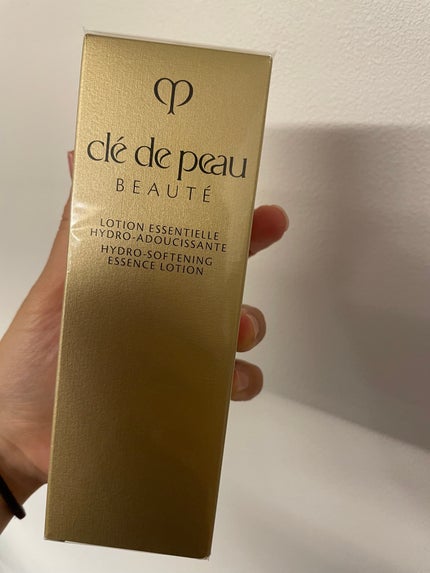 clé de peau
BEAUTÉ
LOTION ESSENTIELLE
HYDRO-ADOUCISSANTE
HYDRO-SOFTENING
ESSENCE LOTION